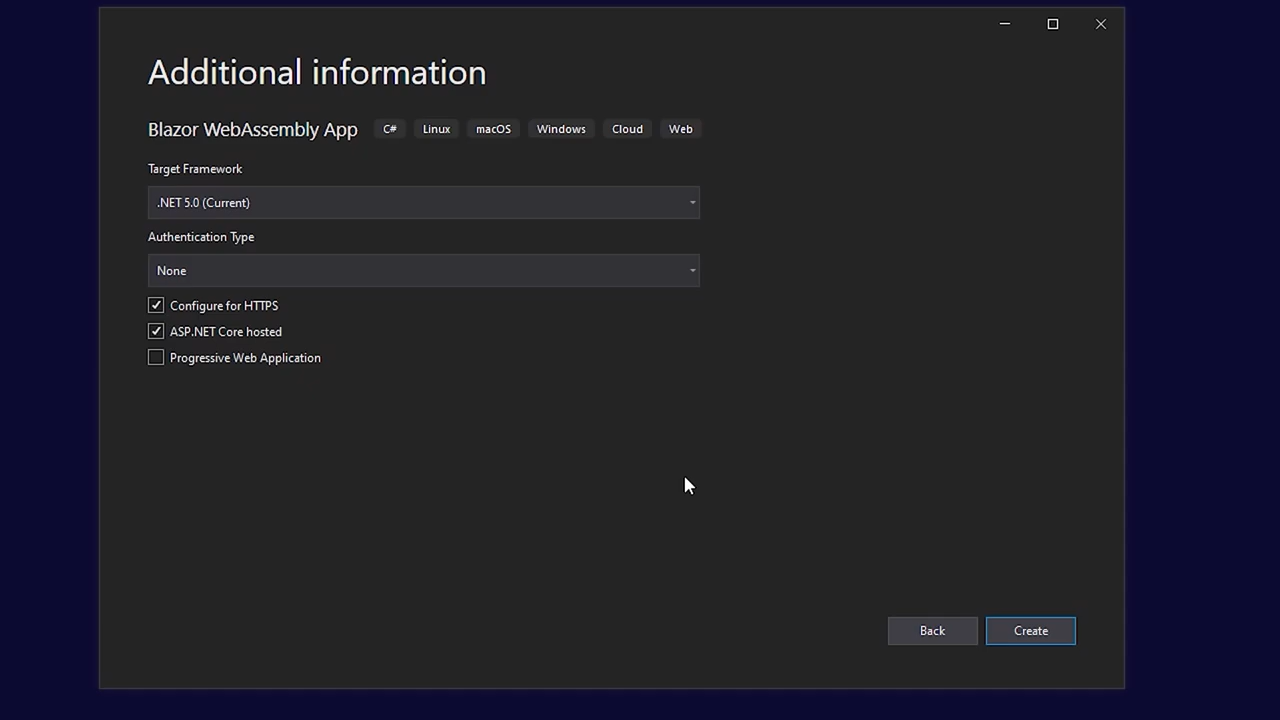 Additional information
Blazor WebAssembly App C# Linux macOS Windows Cloud Web
Target Framework
.NET 5.0 (Current)
Authentication Type
None
Configure for HTTPS
ASP.NET Core hosted
Progressive Web Application
Back Create